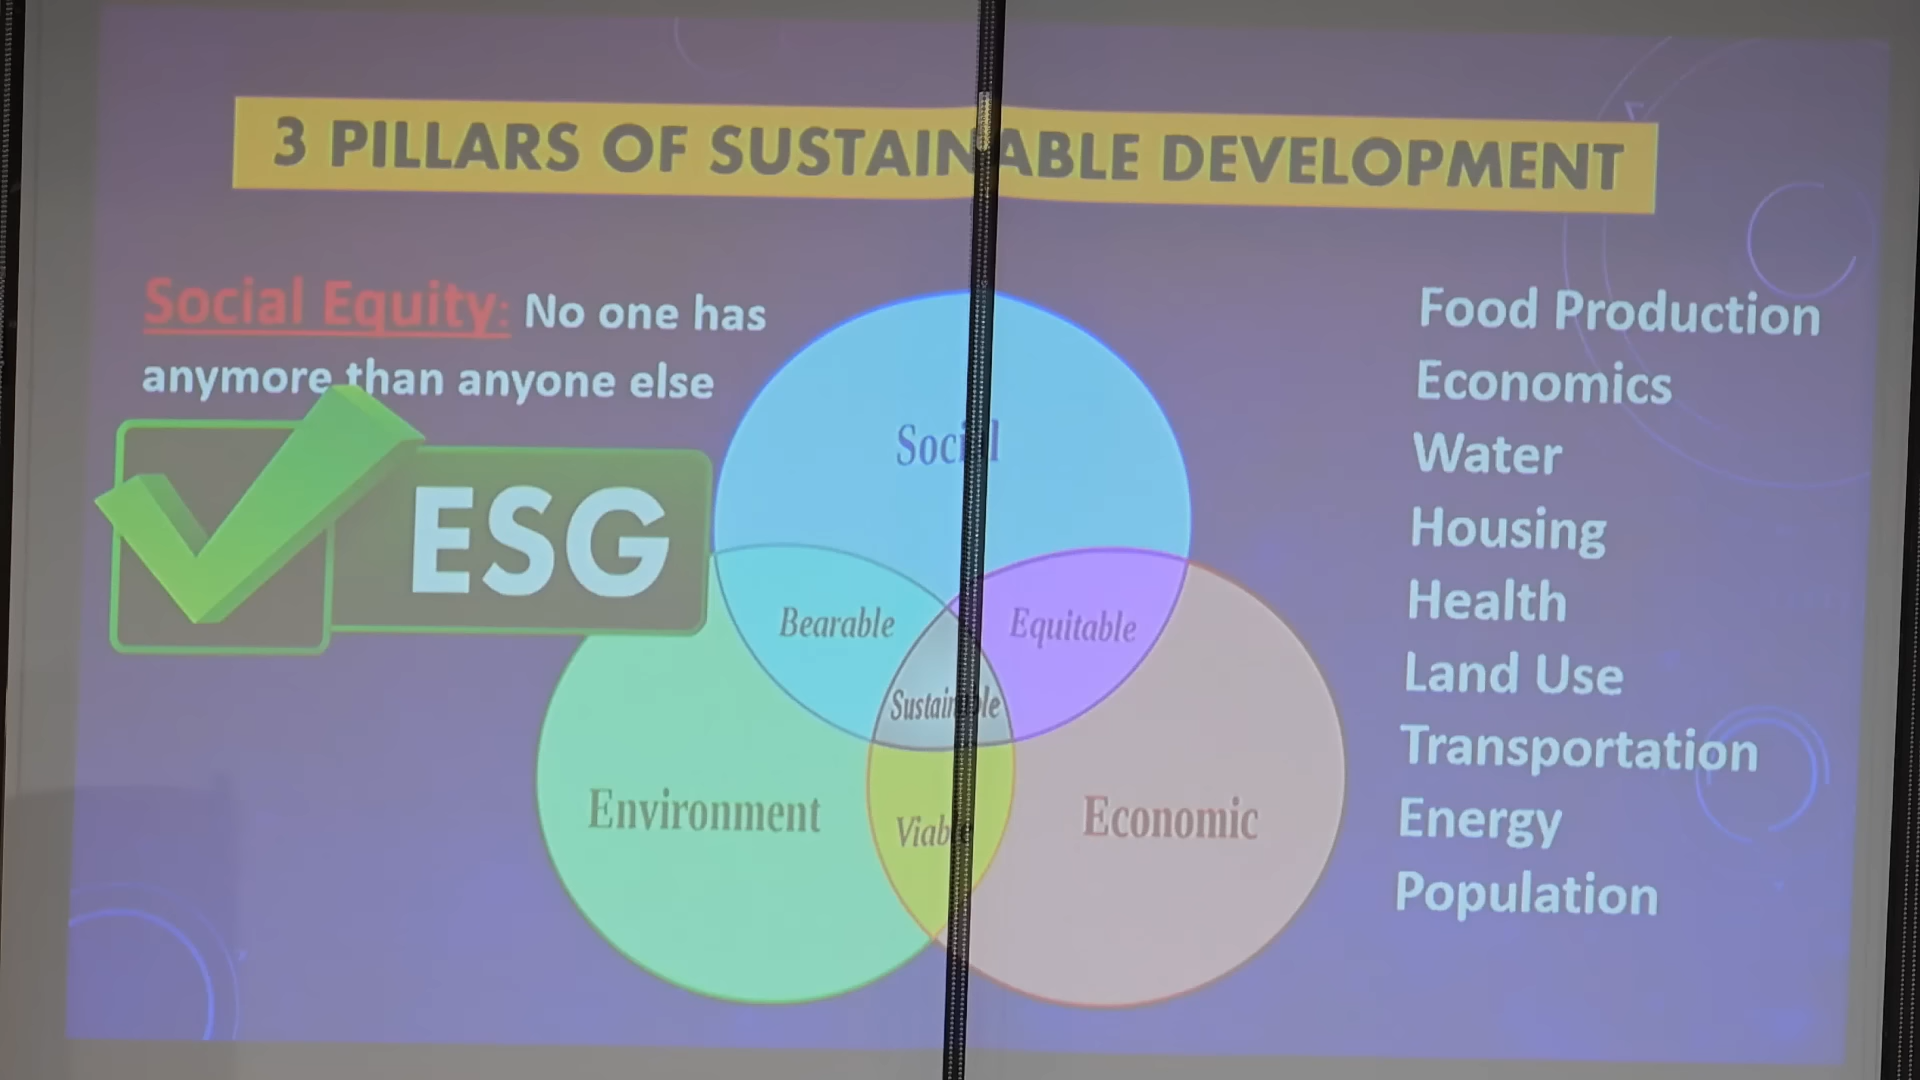 3 PILLARS OF SUSTAINABLE DEVELOPMENT
Social Equity: No one has
anymore than anyone else
ESG
Social
Bearable
Equitable
Sustainable
Environment
Viab
Economic
Food Production
Economics
Water
Housing
Health
Land Use
Transportation
Energy
Population